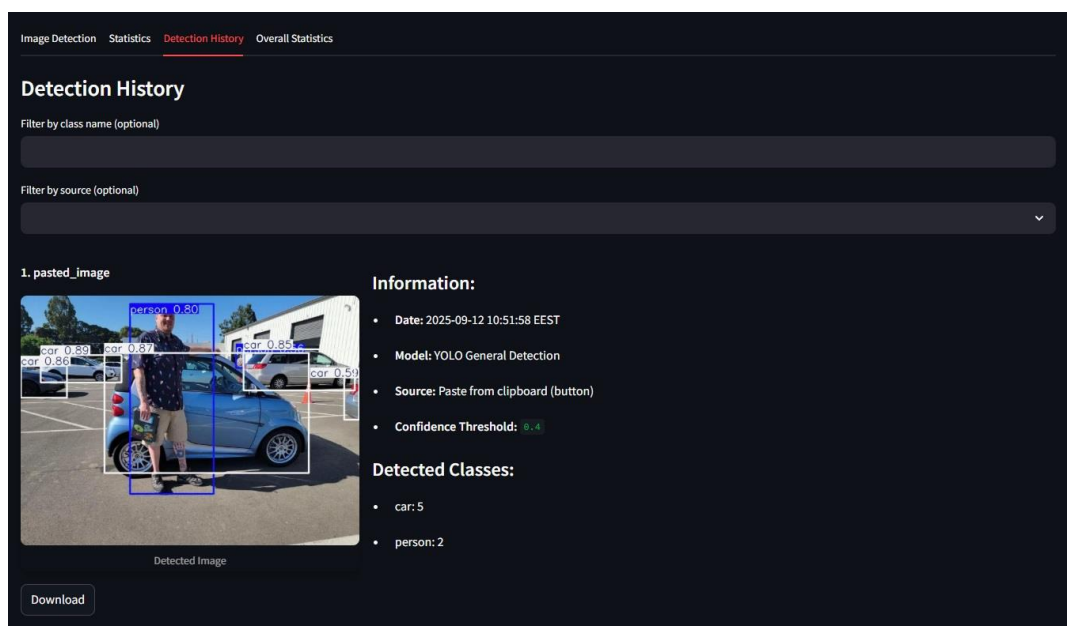 Image Detection Statistics Detection History Overall Statistics
Detection History
Filter by class name (optional)
Filter by source (optional)
1. pasted_image
person 0.80
car 0.89
car 0.87
car 0.85
car 0.86
car 0.59
Detected Image
Download
Information:
• Date: 2025-09-12 10:51:58 EEST
• Model: YOLO General Detection
• Source: Paste from clipboard (button)
• Confidence Threshold: 0.4
Detected Classes:
• car: 5
• person: 2